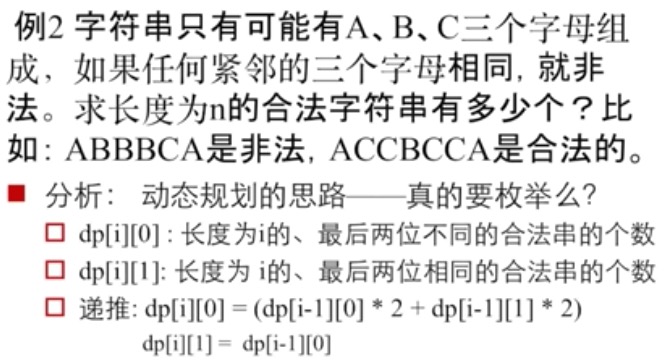 例2 字符串只有可能有A、B、C三个字母组
成，如果任何紧邻的三个字母相同, 就非
法。求长度为n的合法字符串有多少个？比
如: ABBBCA是非法, ACCBCCA是合法的。
分析： 动态规划的思路——真的要枚举么?
dp[i][0] : 长度为i的、最后两位不同的合法串的个数
dp[i][1]: 长度为 i的、最后两位相同的合法串的个数
递推: dp[i][0] = (dp[i-1][0] * 2 + dp[i-1][1] * 2)
dp[i][1] = dp[i-1][0]